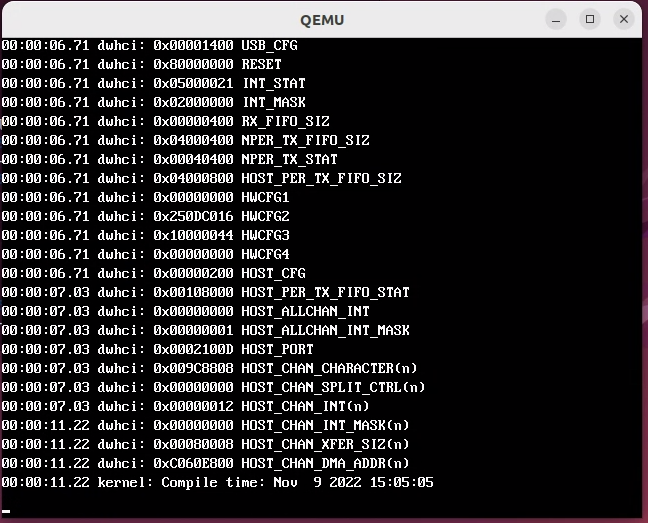 QEMU
00:00:06.71 dwhci: 0x00001400 USB_CFG
00:00:06.71 dwhci: 0x80000000 RESET
00:00:06.71 dwhci: 0x05000021 INT_STAT
00:00:06.71 dwhci: 0x02000000 INT_MASK
00:00:06.71 dwhci: 0x00000400 RX_FIFO_SIZ
00:00:06.71 dwhci: 0x04000400 NPER_TX_FIFO_SIZ
00:00:06.71 dwhci: 0x00040400 NPER_TX_STAT
00:00:06.71 dwhci: 0x04000800 HOST_PER_TX_FIFO_SIZ
00:00:06.71 dwhci: 0x00000000 HWCFG1
00:00:06.71 dwhci: 0x250DC016 HWCFG2
00:00:06.71 dwhci: 0x10000044 HWCFG3
00:00:06.71 dwhci: 0x00000000 HWCFG4
00:00:06.71 dwhci: 0x00000200 HOST_CFG
00:00:07.03 dwhci: 0x00108000 HOST_PER_TX_FIFO_STAT
00:00:07.03 dwhci: 0x00000000 HOST_ALLCHAN_INT
00:00:07.03 dwhci: 0x00000001 HOST_ALLCHAN_INT_MASK
00:00:07.03 dwhci: 0x0002100D HOST_PORT
00:00:07.03 dwhci: 0x009C8808 HOST_CHAN_CHARACTER(n)
00:00:07.03 dwhci: 0x00000000 HOST_CHAN_SPLIT_CTRL(n)
00:00:07.03 dwhci: 0x00000012 HOST_CHAN_INT(n)
00:00:11.22 dwhci: 0x00000000 HOST_CHAN_INT_MASK(n)
00:00:11.22 dwhci: 0x00080008 HOST_CHAN_XFER_SIZ(n)
00:00:11.22 dwhci: 0xC060E800 HOST_CHAN_DMA_ADDR(n)
00:00:11.22 kernel: Compile time: Nov  9 2022 15:05:05